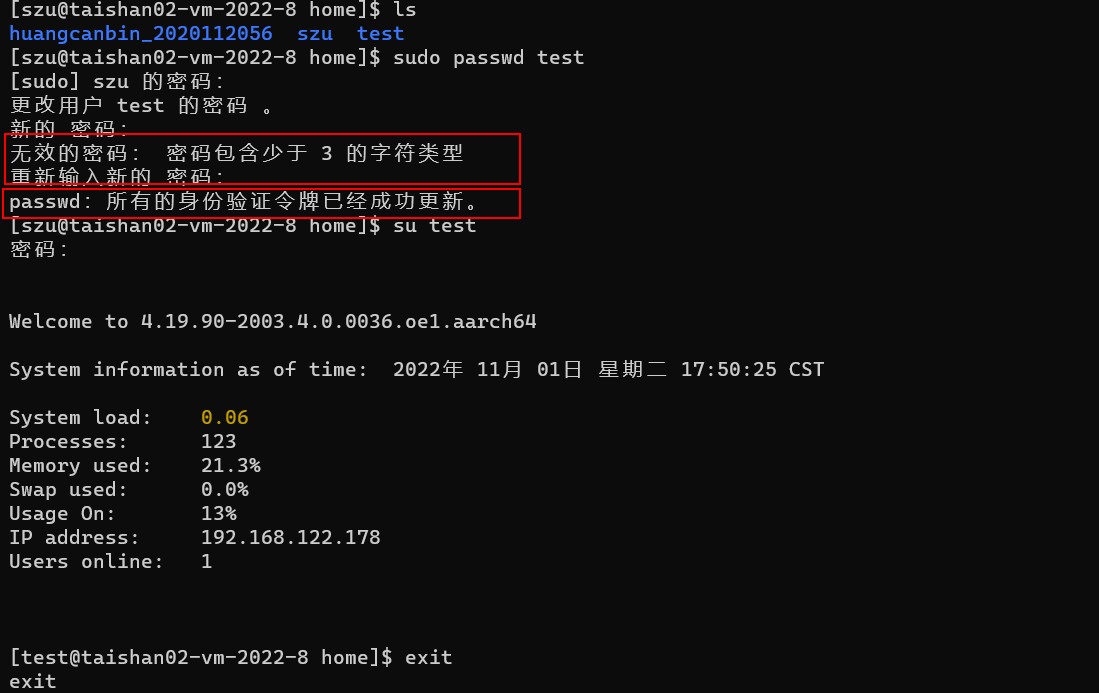 [szu@taishan02-vm-2022-8 home]$ ls
huangcanbin_2020112056  szu  test
[szu@taishan02-vm-2022-8 home]$ sudo passwd test
[sudo] szu 的密码：
更改用户 test 的密码 。
新的 密码：
无效的密码： 密码包含少于 3 的字符类型
重新输入新的 密码：
passwd：所有的身份验证令牌已经成功更新。
[szu@taishan02-vm-2022-8 home]$ su test
密码：
Welcome to 4.19.90-2003.4.0.0036.oe1.aarch64
System information as of time:  2022年 11月 01日 星期二 17:50:25 CST
System load:    0.06
Processes:      123
Memory used:    21.3%
Swap used:      0.0%
Usage On:       13%
IP address:     192.168.122.178
Users online:   1
[test@taishan02-vm-2022-8 home]$ exit
exit